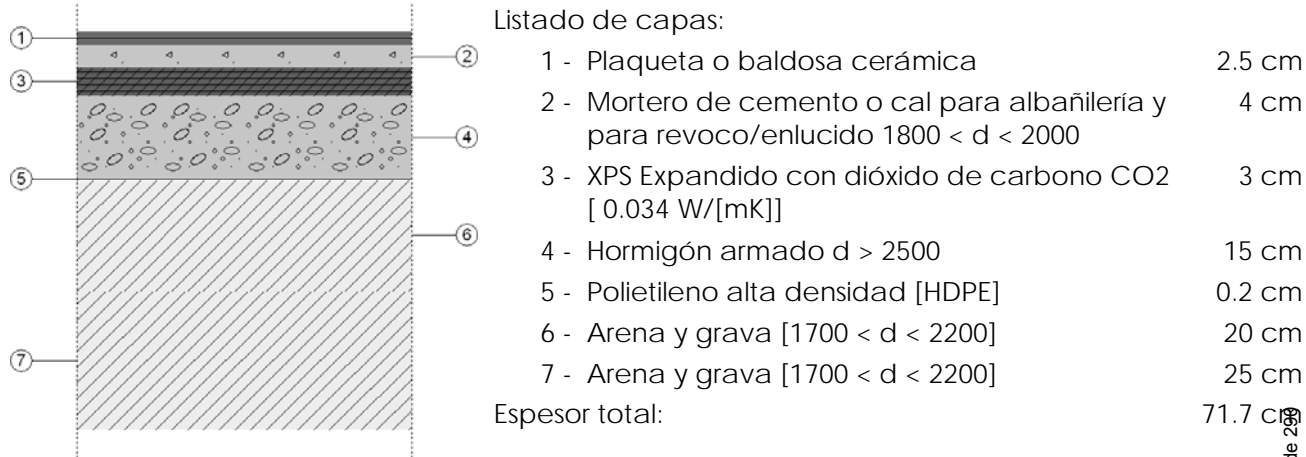 Listado de capas:
1 - Plaqueta o baldosa cerámica 2.5 cm
2 - Mortero de cemento o cal para albañilería y 4 cm
para revoco/enlucido 1800 < d < 2000
3 - XPS Expandido con dióxido de carbono CO2 3 cm
[ 0.034 W/[mK]]
4 - Hormigón armado d > 2500 15 cm
5 - Polietileno alta densidad [HDPE] 0.2 cm
6 - Arena y grava [1700 < d < 2200] 20 cm
7 - Arena y grava [1700 < d < 2200] 25 cm
Espesor total: 71.7 cm
1
2
3
4
5
6
7
de